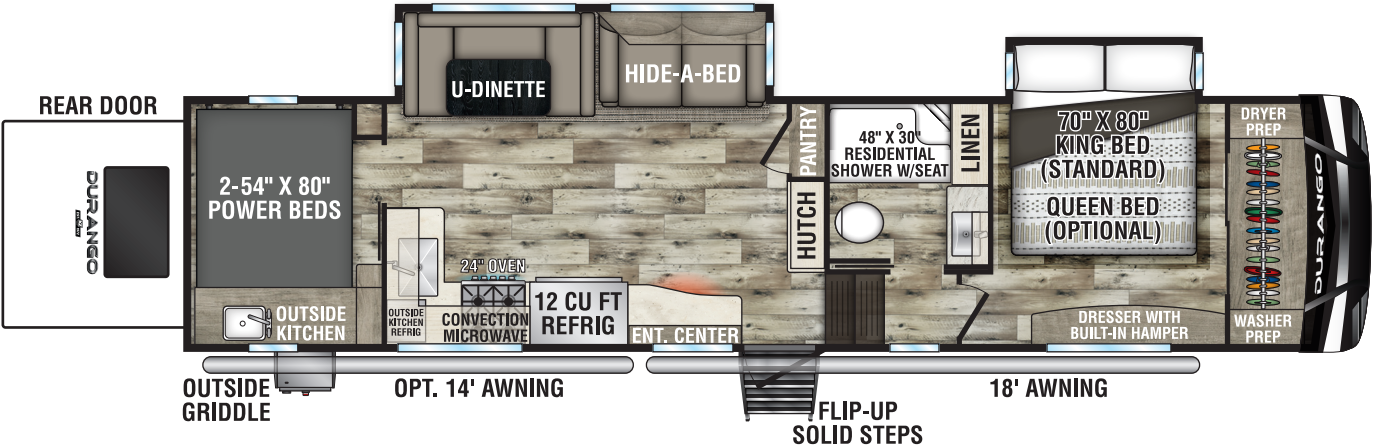 REAR DOOR
DURANGO
2-54" X 80"
POWER BEDS
OUTSIDE
KITCHEN
OUTSIDE
GRIDDLE
U-DINETTE
HIDE-A-BED
OUTSIDE
KITCHEN
REFRIG
24" OVEN
CONVECTION
MICROWAVE
12 CU FT
REFRIG
ENT. CENTER
OPT. 14' AWNING
PANTRY
HUTCH
48" X 30"
RESIDENTIAL
SHOWER W/SEAT
LINEN
FLIP-UP
SOLID STEPS
70" X 80"
KING BED
(STANDARD)
QUEEN BED
(OPTIONAL)
DRESSER WITH
BUILT-IN HAMPER
18' AWNING
DRYER
PREP
WASHER
PREP
DURANGO